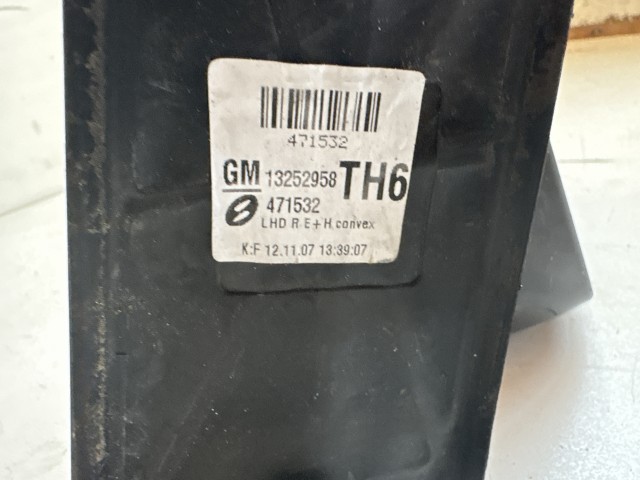 471532
GM 13252958 TH6
471532
LHD R E+H convex
K:F 12.11.07 13:39:07